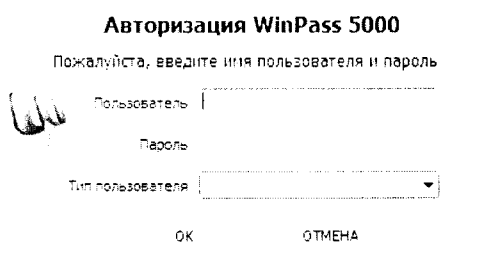 Авторизация WinPass 5000
Пожалуйста, введите имя пользователя и пароль
Пользователь
Пароль
Тип пользователя
ОК
ОТМЕНА